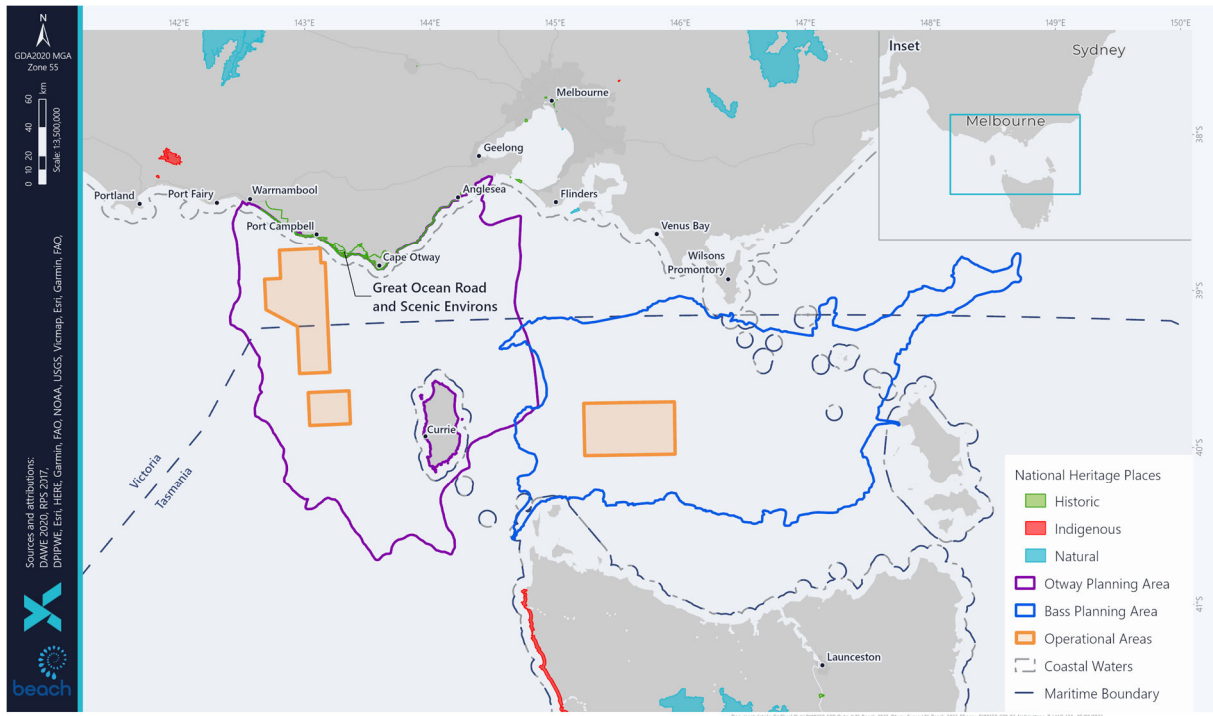 N
GDA2020 MGA
Zone 55
0 10 20 40 60
km
Scale: 1:3,500,000
Sources and attributions:
DAWE 2020, RPS 2017,
DPIPWE, Esri, HERE, Garmin, FAO, NOAA, USGS, Vicmap, Esri, Garmin, FAO,
beach
142°E
143°E
144°E
145°E
146°E
147°E
148°E
149°E
150°E
38°S
39°S
40°S
41°S
Inset
Sydney
Melbourne
Melbourne
Geelong
Portland
Port Fairy
Warrnambool
Anglesea
Flinders
Port Campbell
Venus Bay
Cape Otway
Wilsons
Promontory
Great Ocean Road
and Scenic Environs
Currie
Victoria
Tasmania
Launceston
National Heritage Places
Historic
Indigenous
Natural
Otway Planning Area
Bass Planning Area
Operational Areas
Coastal Waters
Maritime Boundary